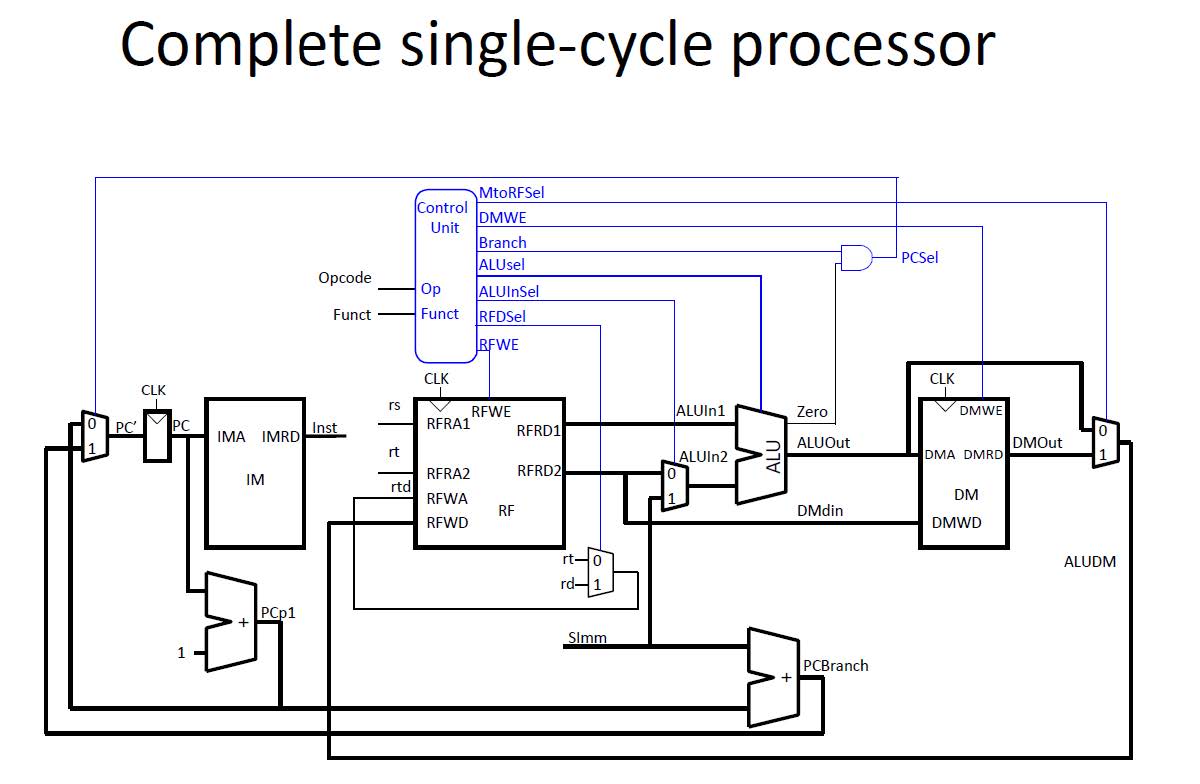 Complete single-cycle processor
MtoRFSel
Control
Unit
DMWE
Branch
PCSel
ALUsel
Opcode
Op
ALUInSel
Funct
Funct
RFDSel
RFWE
CLK
CLK
CLK
rs
RFWE
ALUIn1
Zero
DMWE
0
PC’
PC
1
IMA
IMRD
Inst
IM
RFRA1
RFRD1
ALU
ALUOut
0
1
DMOut
rt
RFRA2
RFRD2
0
1
ALUIn2
DMA
DMRD
DM
rtd
RFWA
RF
RFWD
DMdin
DMWD
rt
0
rd
1
ALUDM
PCp1
+
1
SImm
PCBranch
+